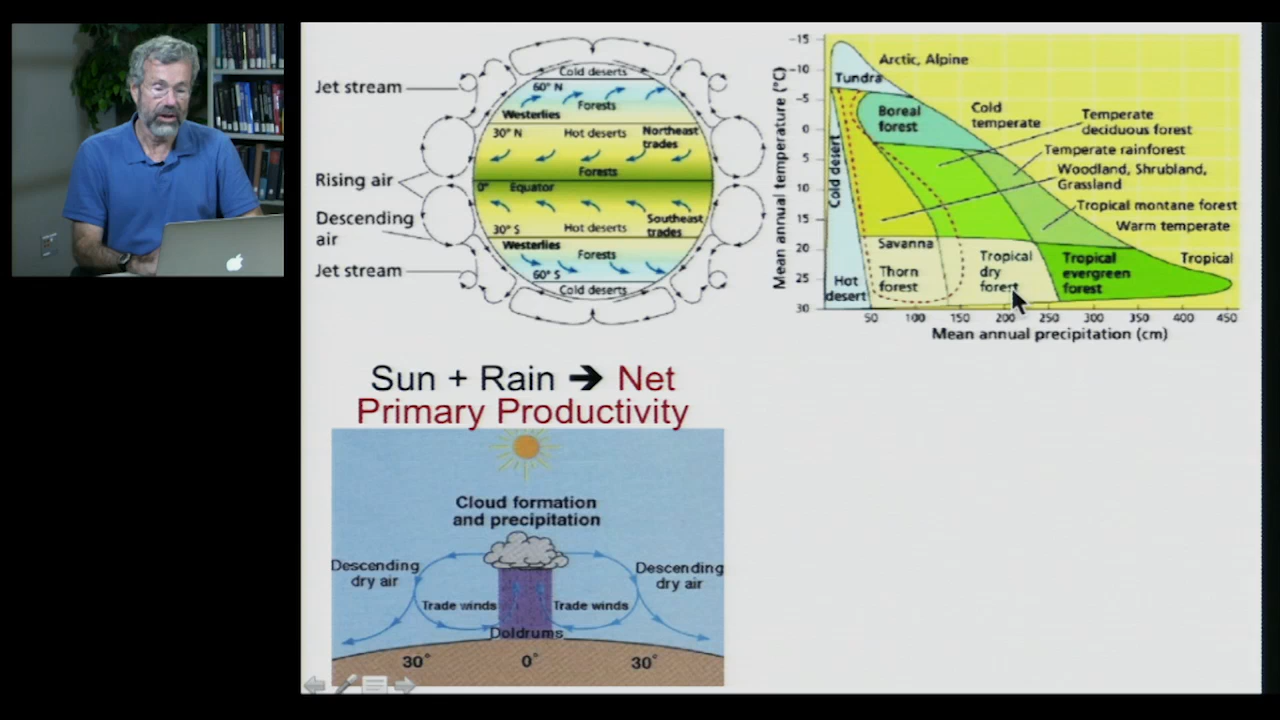 Jet stream
Rising air
Descending
air
Jet stream
Cold deserts
60° N
Forests
Westerlies
30° N
Hot deserts
Northeast
trades
Forests
0°
Equator
30° S
Hot deserts
Southeast
trades
Westerlies
Forests
60° S
Cold deserts
Mean annual temperature (°C)
-15
-10
-5
0
5
10
15
20
25
30
Arctic, Alpine
Tundra
Boreal
forest
Cold
temperate
Temperate
deciduous forest
Temperate rainforest
Woodland, Shrubland,
Grassland
Tropical montane forest
Warm temperate
Cold desert
Savanna
Thorn
forest
Tropical
dry
forest
Tropical
evergreen
forest
Tropical
Hot
desert
50
100
150
200
250
300
350
400
450
Mean annual precipitation (cm)
Sun + Rain ➔ Net
Primary Productivity
Cloud formation
and precipitation
Descending
dry air
Descending
dry air
Trade winds
Trade winds
Doldrums
30°
0°
30°